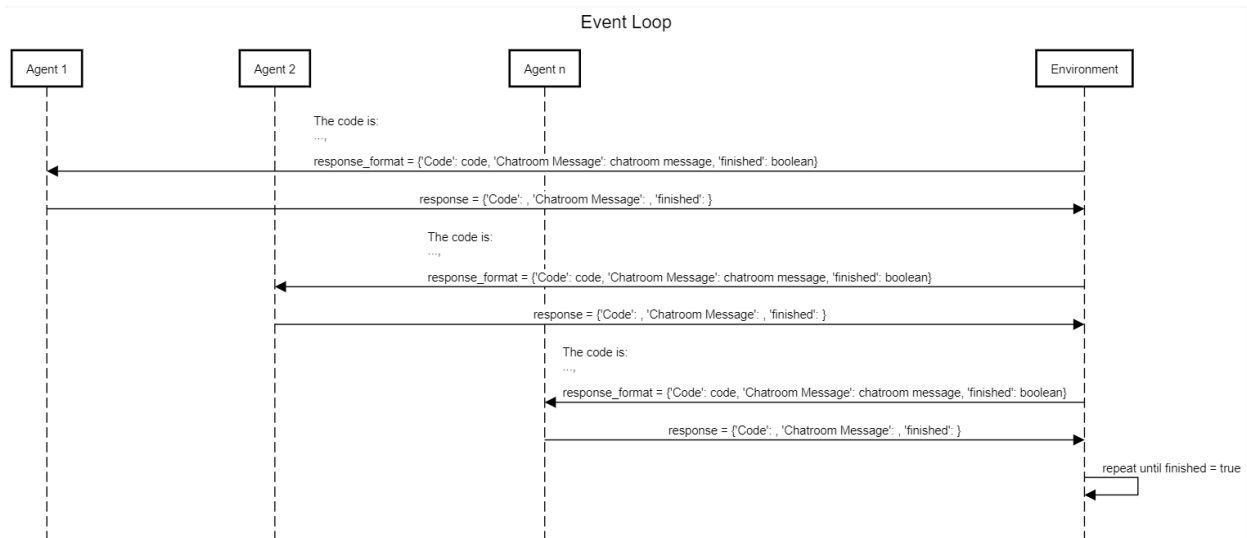 Event Loop
Agent 1
Agent 2
Agent n
Environment
The code is:
...,
response_format = {'Code': code, 'Chatroom Message': chatroom message, 'finished': boolean}
response = {'Code': , 'Chatroom Message': , 'finished': }
The code is:
...,
response_format = {'Code': code, 'Chatroom Message': chatroom message, 'finished': boolean}
response = {'Code': , 'Chatroom Message': , 'finished': }
The code is:
...,
response_format = {'Code': code, 'Chatroom Message': chatroom message, 'finished': boolean}
response = {'Code': , 'Chatroom Message': , 'finished': }
repeat until finished = true